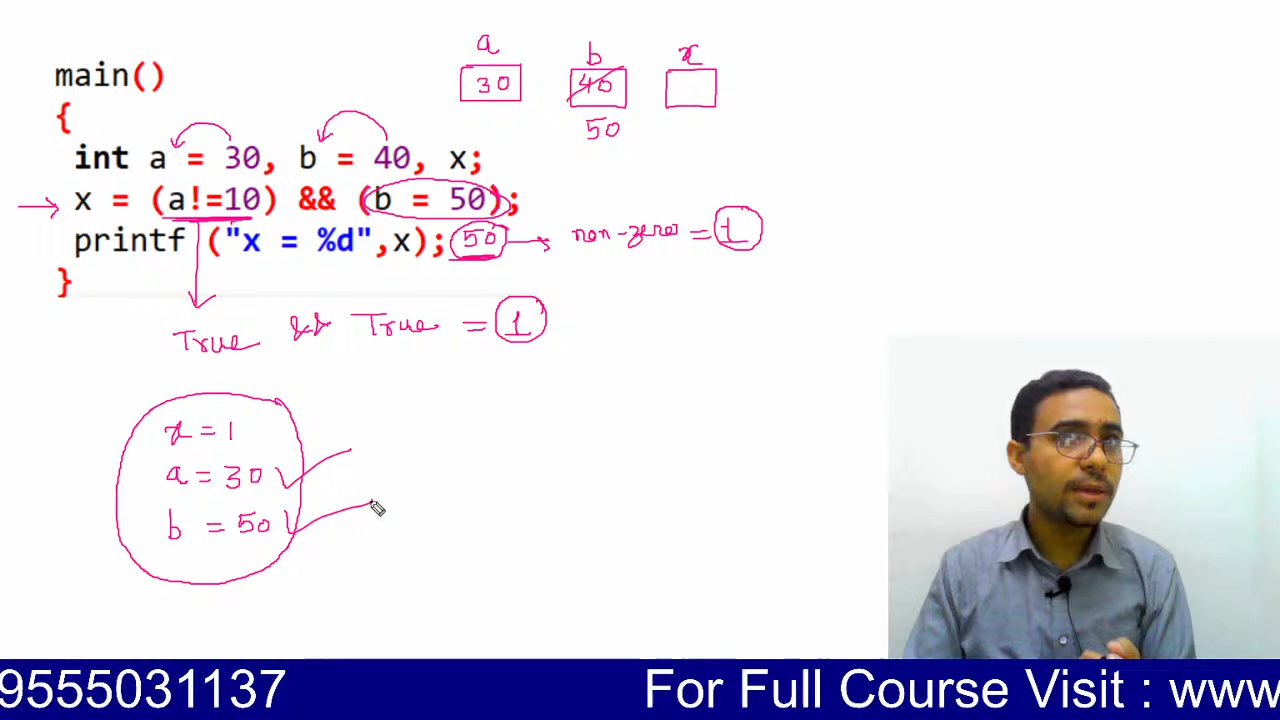 a b x
30 40
50
main()
{
int a = 30, b = 40, x;
x = (a!=10) && (b = 50);
printf ("x = %d",x); 50 non-zero = 1
}
True && True = 1
x = 1
a = 30
b = 50
9555031137 For Full Course Visit : www